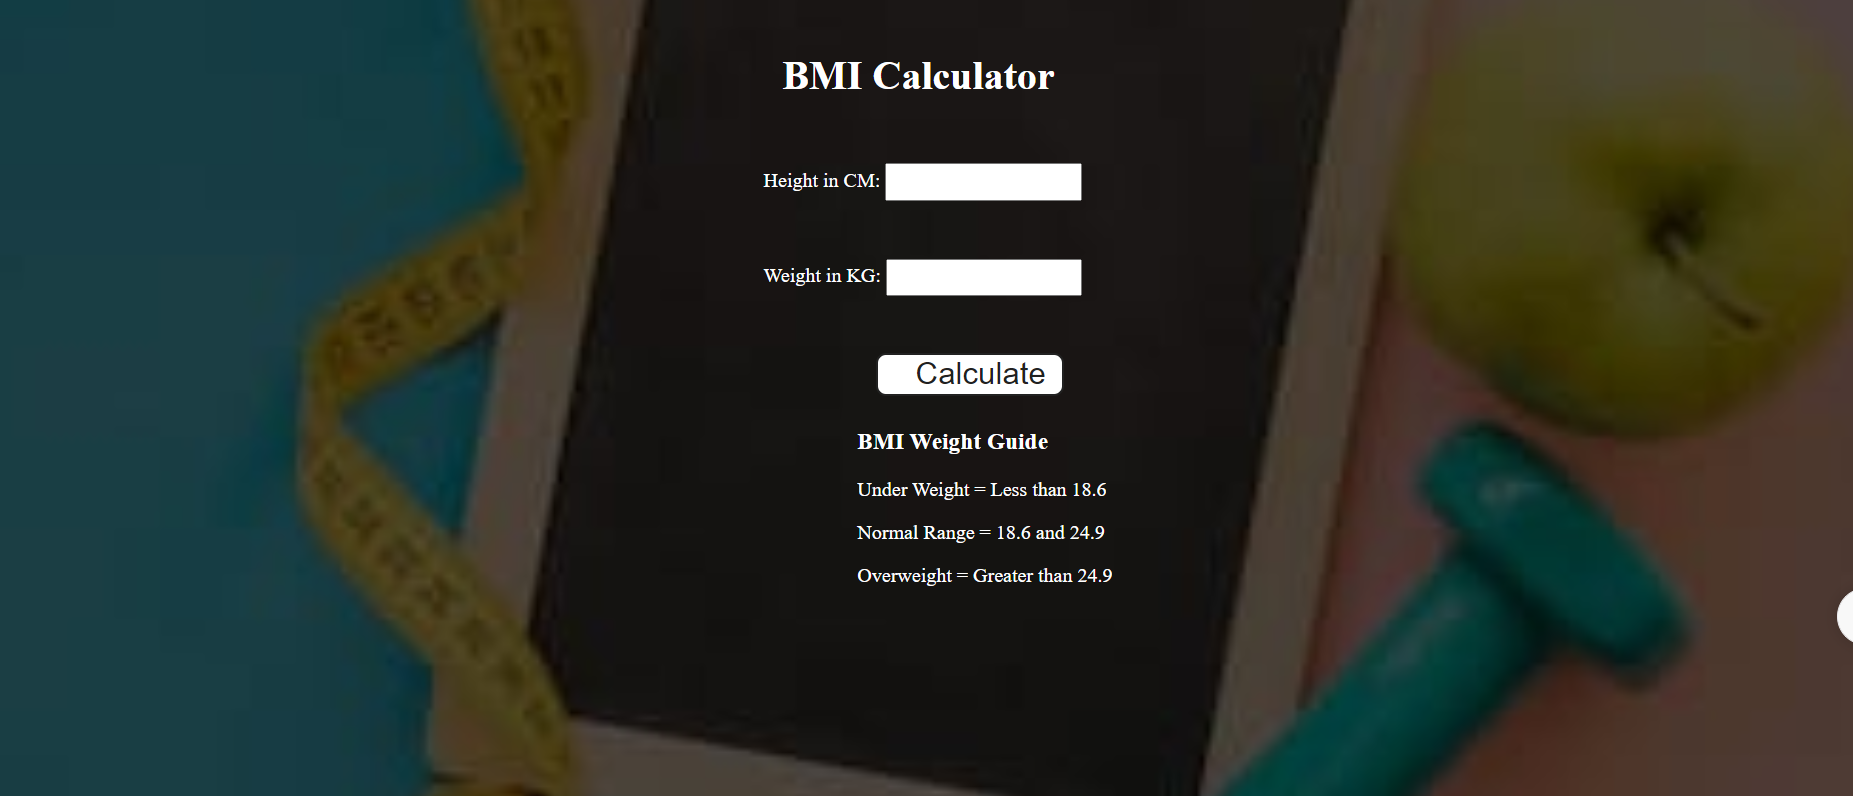 BMI Calculator
Height in CM:
Weight in KG:
Calculate
BMI Weight Guide
Under Weight = Less than 18.6
Normal Range = 18.6 and 24.9
Overweight = Greater than 24.9